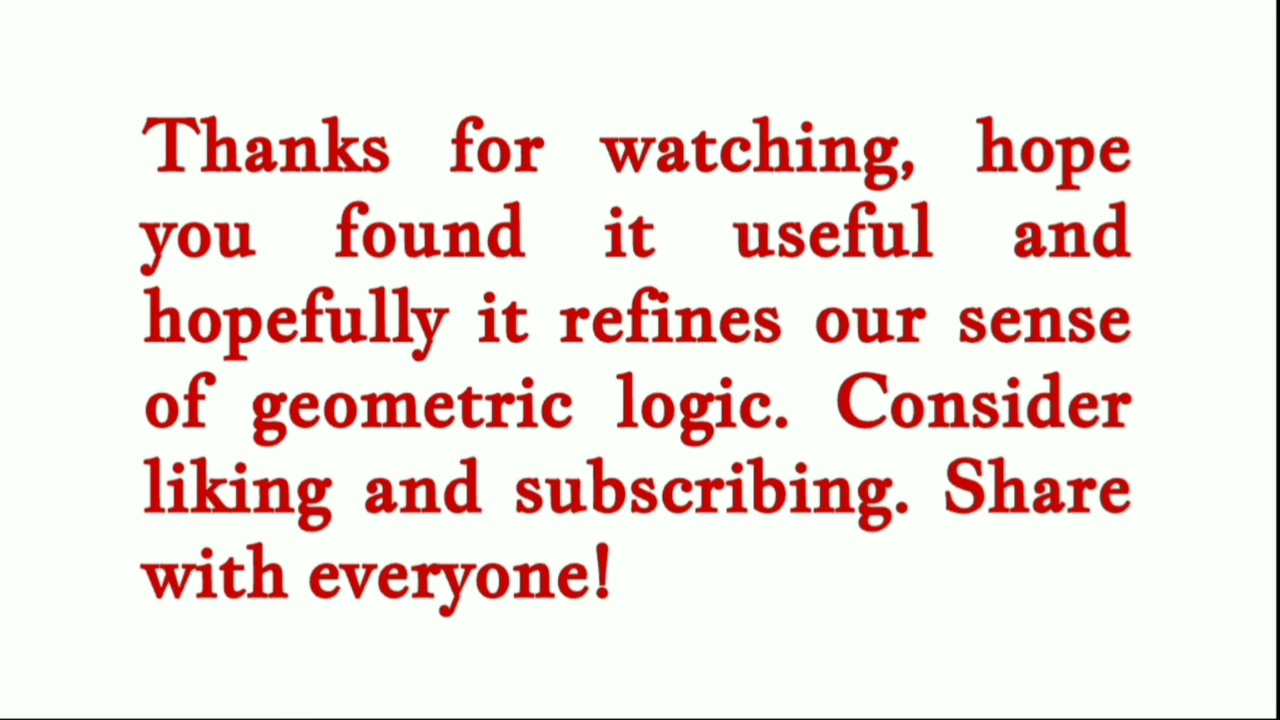 Thanks for watching, hope
you found it useful and
hopefully it refines our sense
of geometric logic. Consider
liking and subscribing. Share
with everyone!